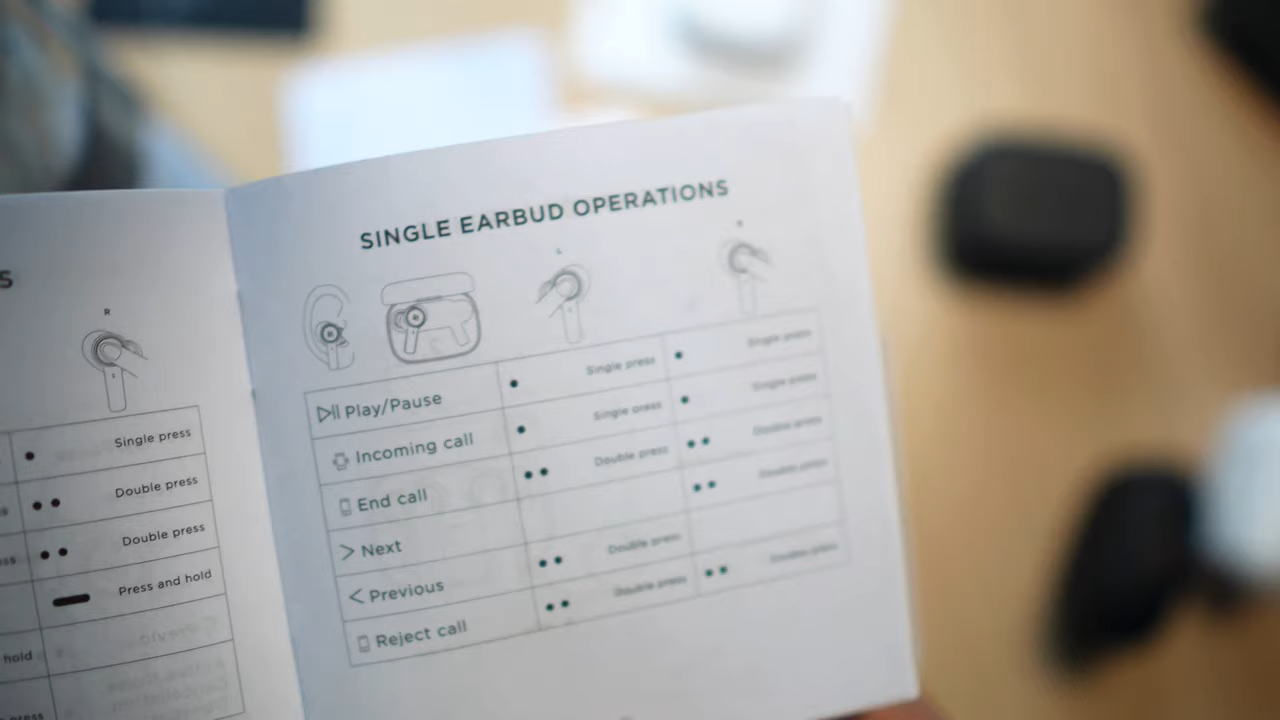 S
R
Single press
Double press
Double press
Press and hold
hold
press
SINGLE EARBUD OPERATIONS
L
R
Play/Pause Single press Single press
Incoming call Single press Single press
End call Double press Double press
Next Double press
Previous Double press
Reject call Double press Double press